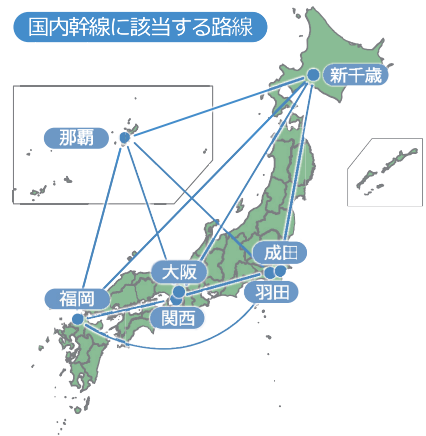 国内幹線に該当する路線
新千歳
那覇
成田
大阪
羽田
福岡
関西